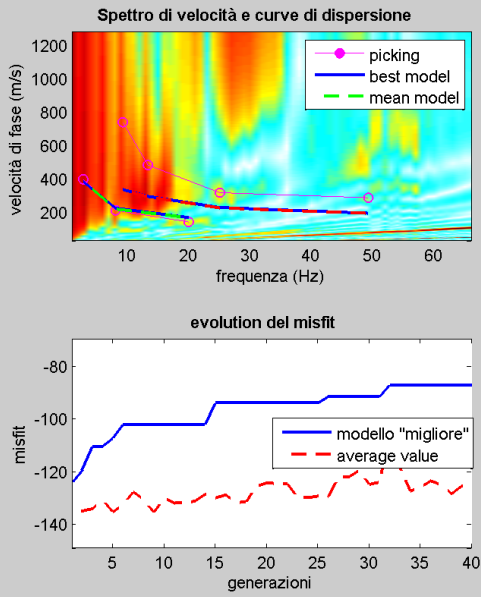 Spettro di velocità e curve di dispersione
velocità di fase (m/s)
1200
1000
800
600
400
200
picking
best model
mean model
10
20
30
40
50
60
frequenza (Hz)
evolution del misfit
misfit
-80
-100
-120
-140
modello "migliore"
average value
5
10
15
20
25
30
35
40
generazioni